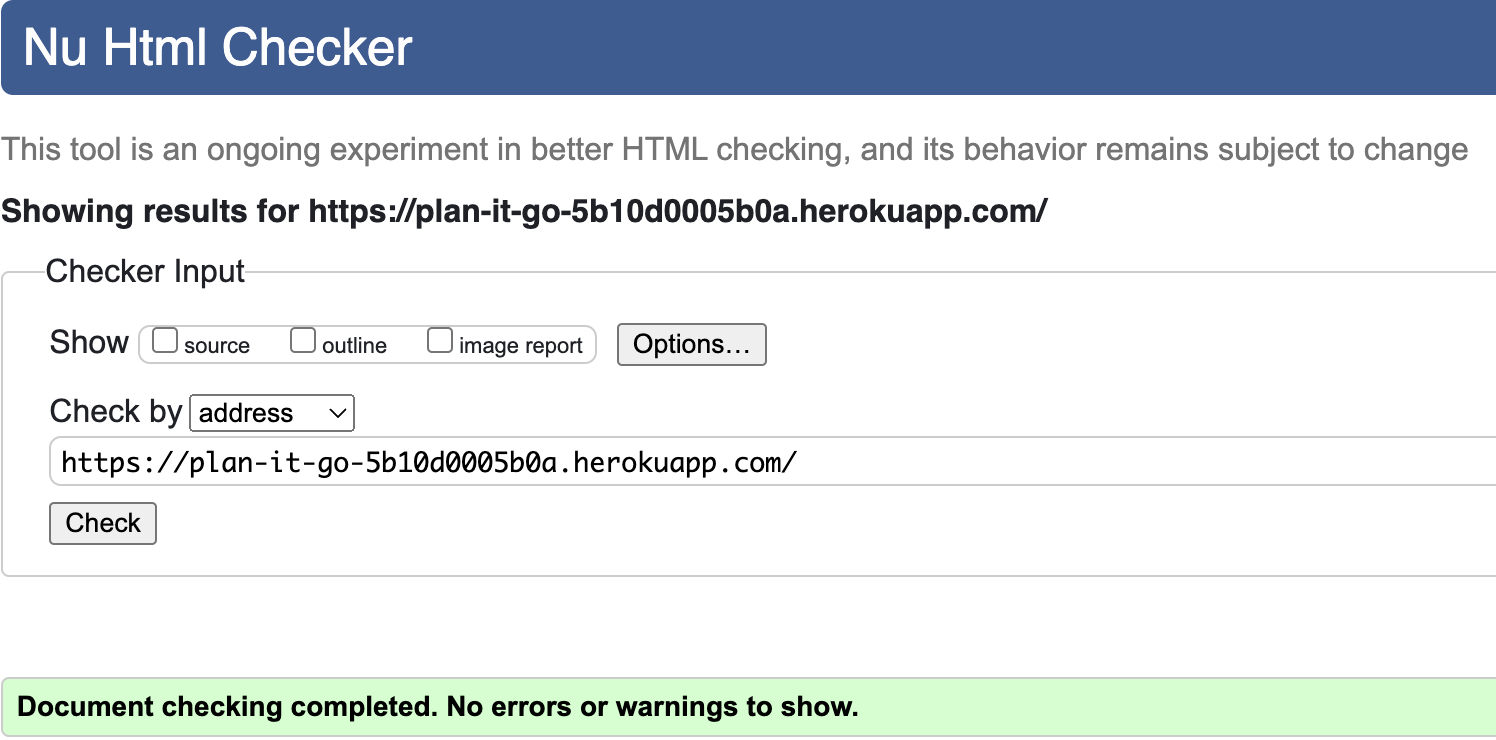 Nu Html Checker
This tool is an ongoing experiment in better HTML checking, and its behavior remains subject to change
Showing results for https://plan-it-go-5b10d0005b0a.herokuapp.com/
Checker Input
Show source outline image report Options…
Check by address
https://plan-it-go-5b10d0005b0a.herokuapp.com/
Check
Document checking completed. No errors or warnings to show.